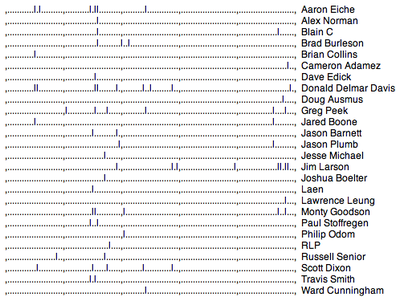 Aaron Eiche
Alex Norman
Blain C
Brad Burleson
Brian Collins
Cameron Adamez
Dave Edick
Donald Delmar Davis
Doug Ausmus
Greg Peek
Jared Boone
Jason Barnett
Jason Plumb
Jesse Michael
Jim Larson
Joshua Boelter
Laen
Lawrence Leung
Monty Goodson
Paul Stoffregen
Philip Odom
RLP
Russell Senior
Scott Dixon
Travis Smith
Ward Cunningham